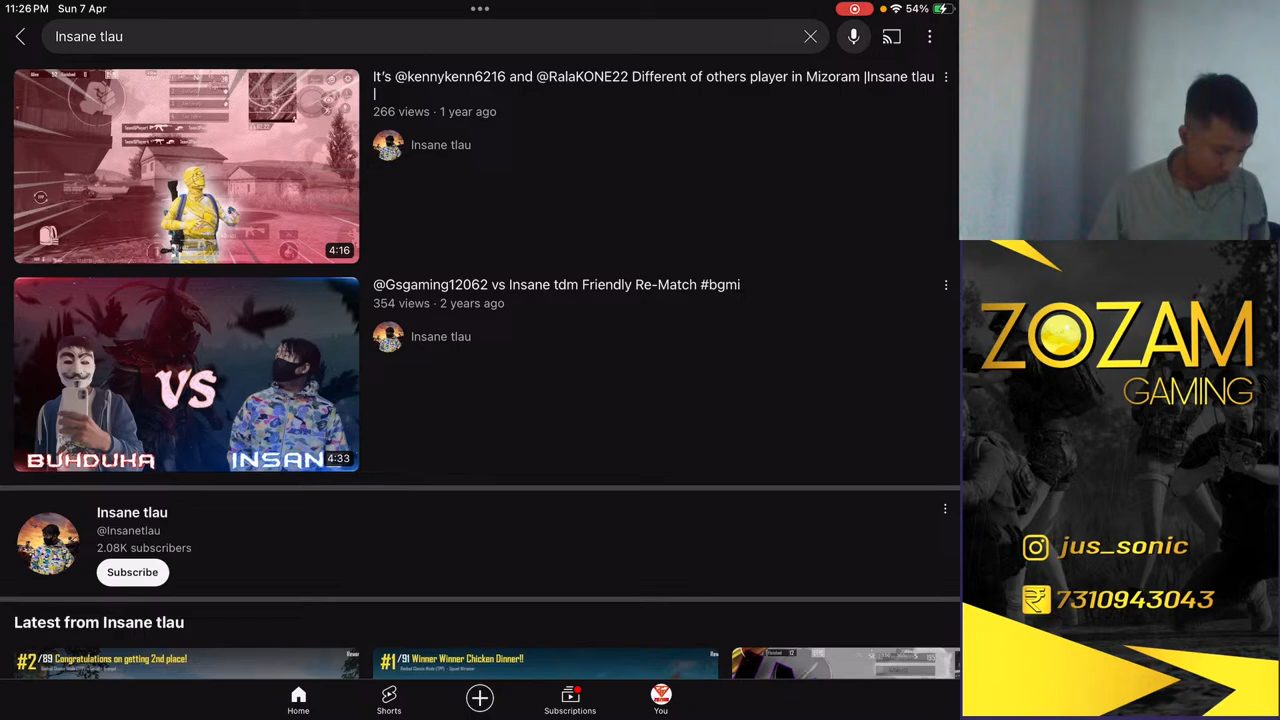 11:26 PM Sun 7 Apr
54%
Insane tlau
It's @kennykenn6216 and @RalaKONE22 Different of others player in Mizoram |Insane tlau
|
266 views · 1 year ago
Insane tlau
4:16
@Gsgaming12062 vs Insane tdm Friendly Re-Match #bgmi
354 views · 2 years ago
Insane tlau
VS
BUHDUHA
INSAN
4:33
Insane tlau
@Insanetlau
2.08K subscribers
Subscribe
Latest from Insane tlau
#2/89 Congratulations on getting 2nd place!
#1/91 Winner Winner Chicken Dinner!!
Home
Shorts
Subscriptions
You
ZOZAM
GAMING
jus_sonic
7310943043